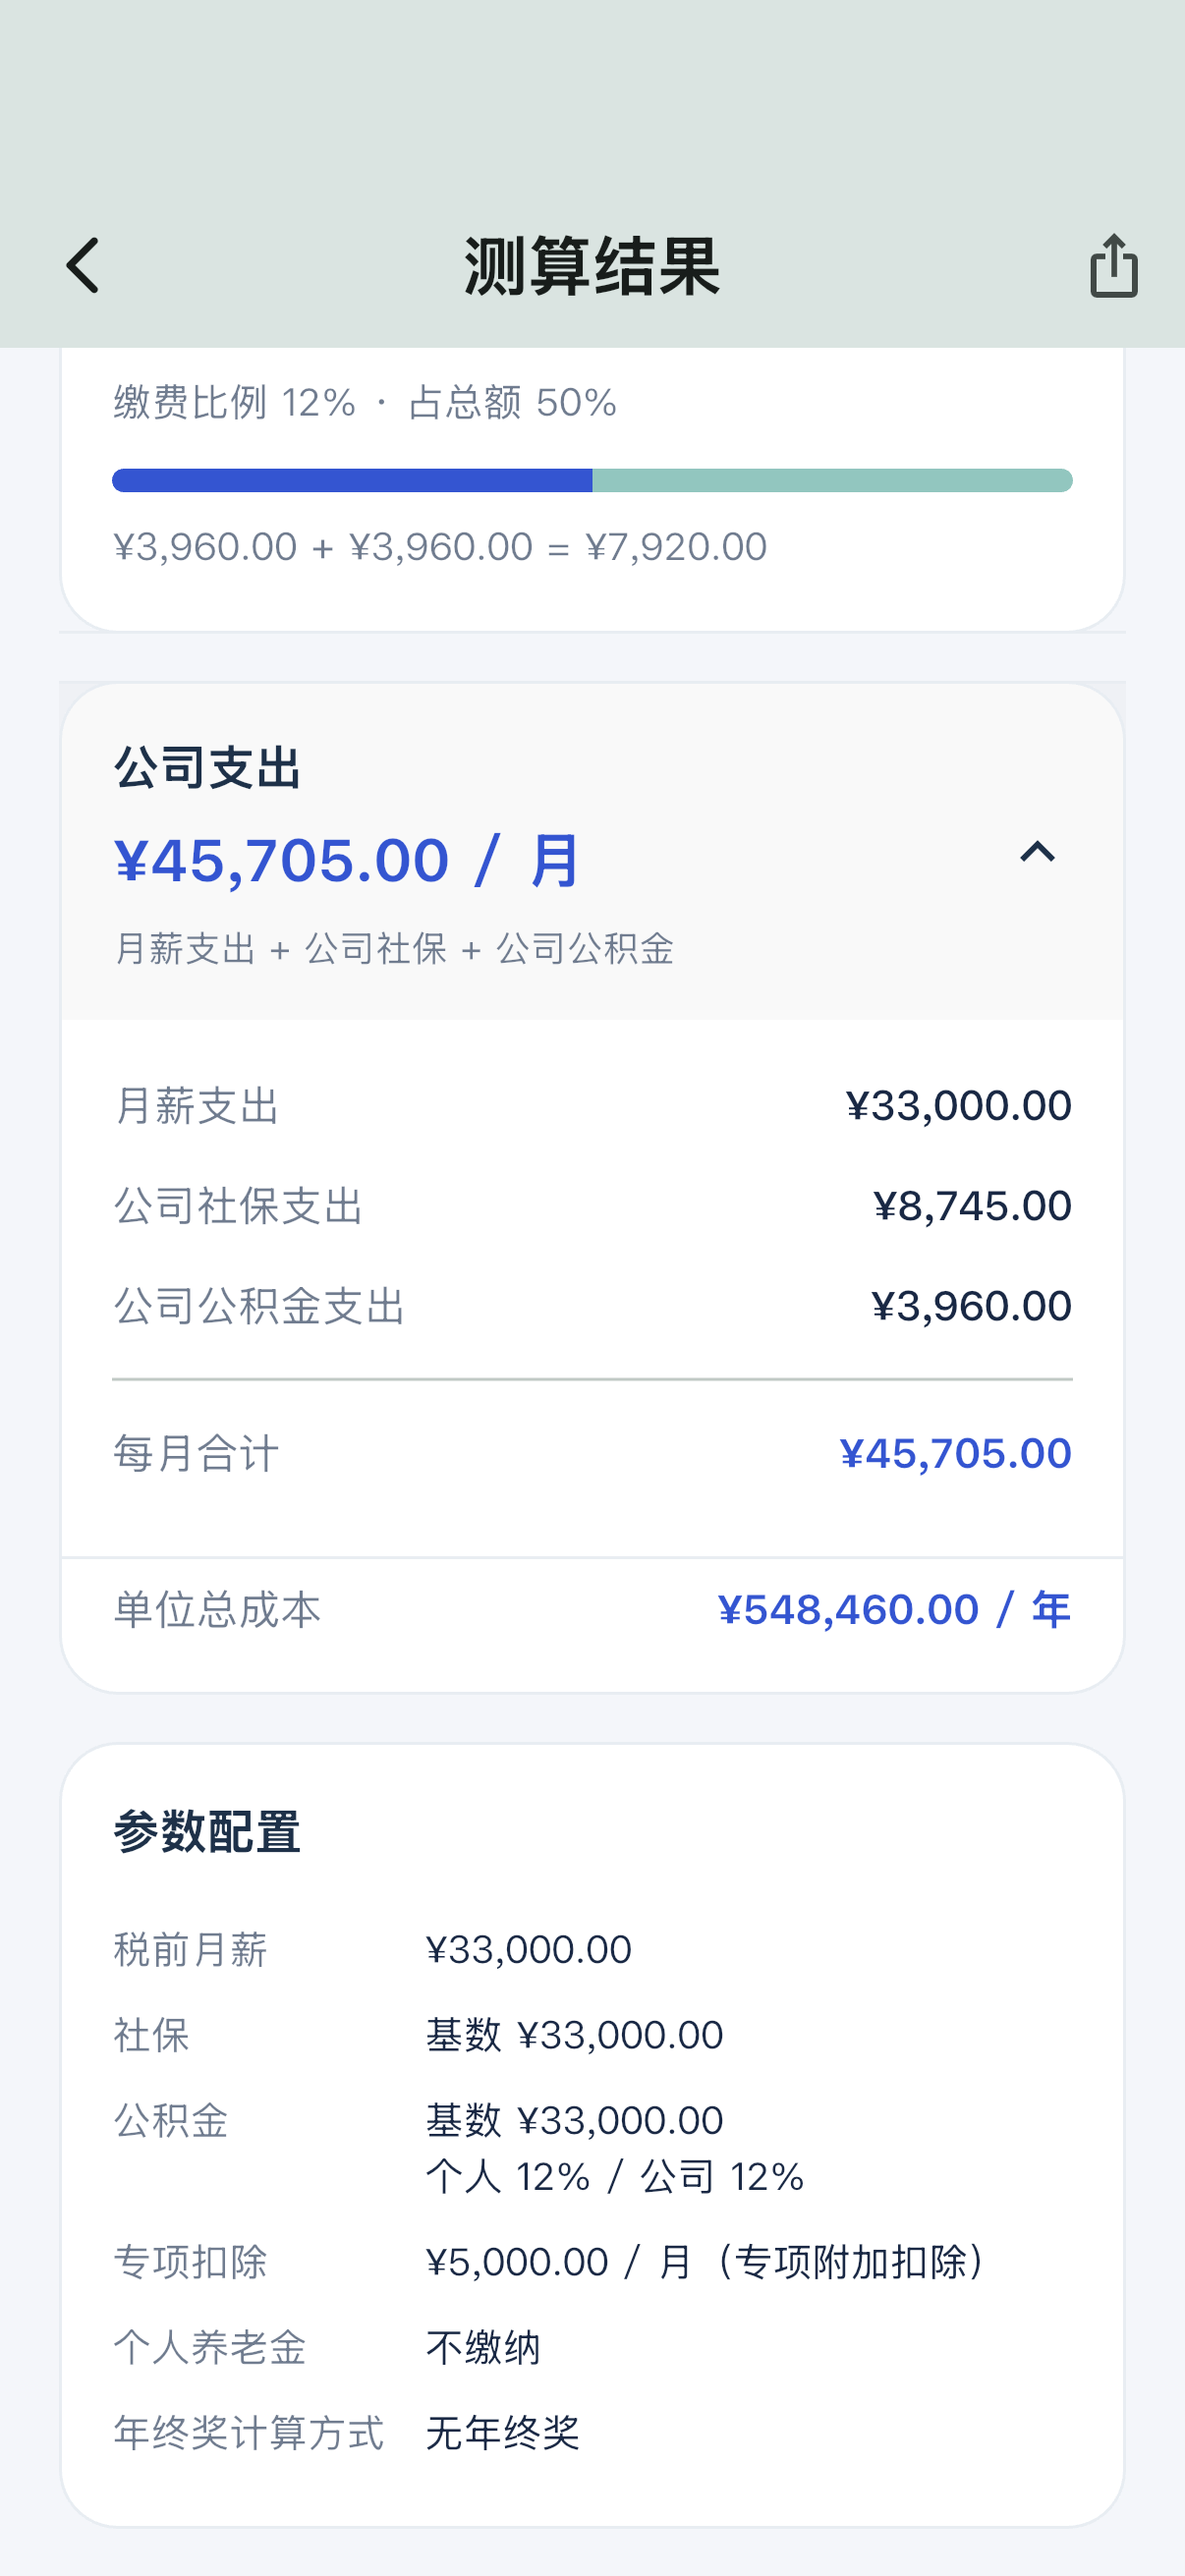 测算结果
缴费比例 12% · 占总额 50%
¥3,960.00 + ¥3,960.00 = ¥7,920.00
公司支出
¥45,705.00 / 月
月薪支出 + 公司社保 + 公司公积金
月薪支出 ¥33,000.00
公司社保支出 ¥8,745.00
公司公积金支出 ¥3,960.00
每月合计 ¥45,705.00
单位总成本 ¥548,460.00 / 年
参数配置
税前月薪 ¥33,000.00
社保 基数 ¥33,000.00
公积金 基数 ¥33,000.00
个人 12% / 公司 12%
专项扣除 ¥5,000.00 / 月（专项附加扣除）
个人养老金 不缴纳
年终奖计算方式 无年终奖